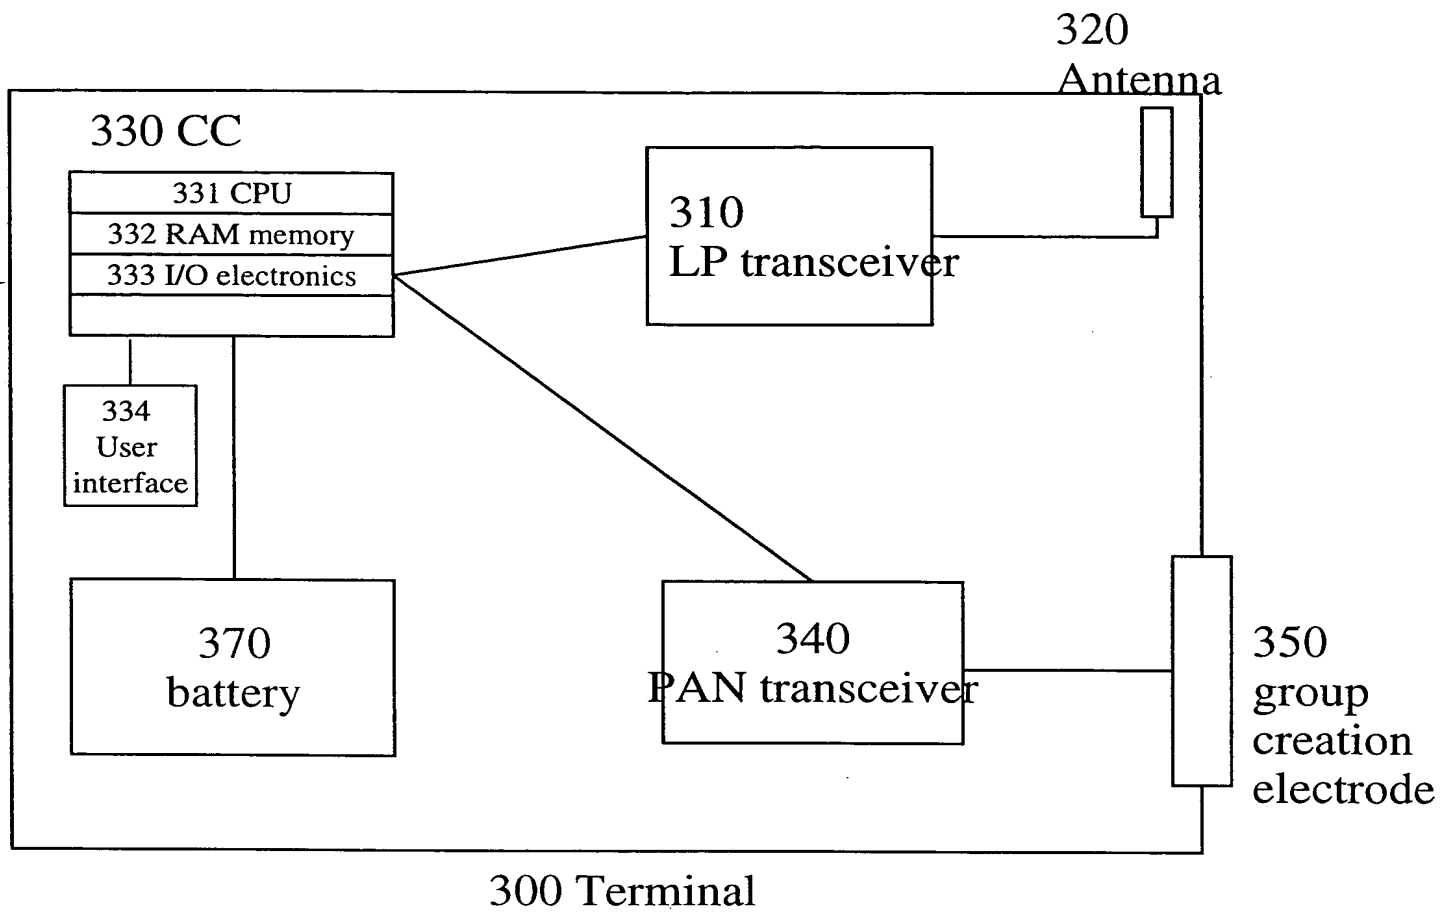 320
Antenna
330 CC
331 CPU
332 RAM memory
333 I/O electronics
310
LP transceiver
334
User
interface
370
battery
340
PAN transceiver
350
group
creation
electrode
300 Terminal